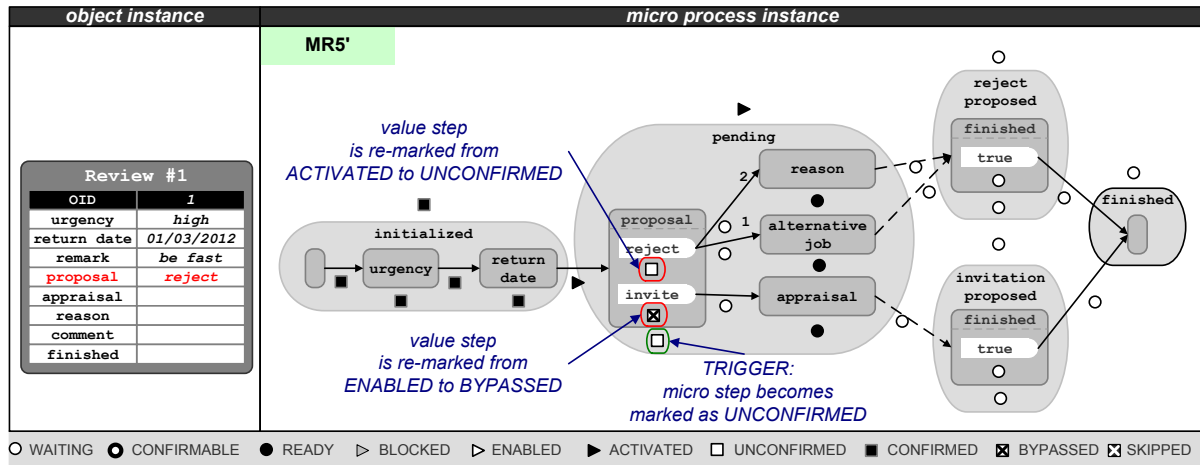 object instance
micro process instance
MR5'
value step
is re-marked from
ACTIVATED to UNCONFIRMED
pending
reject
proposed
finished
true
reason
2
Review #1
OID 1
urgency high
return date 01/03/2012
remark be fast
proposal reject
appraisal
reason
comment
finished
initialized
urgency
return
date
proposal
reject
invite
1
alternative
job
appraisal
finished
invitation
proposed
finished
true
value step
is re-marked from
ENABLED to BYPASSED
TRIGGER:
micro step becomes
marked as UNCONFIRMED
WAITING CONFIRMABLE READY BLOCKED ENABLED ACTIVATED UNCONFIRMED CONFIRMED BYPASSED SKIPPED